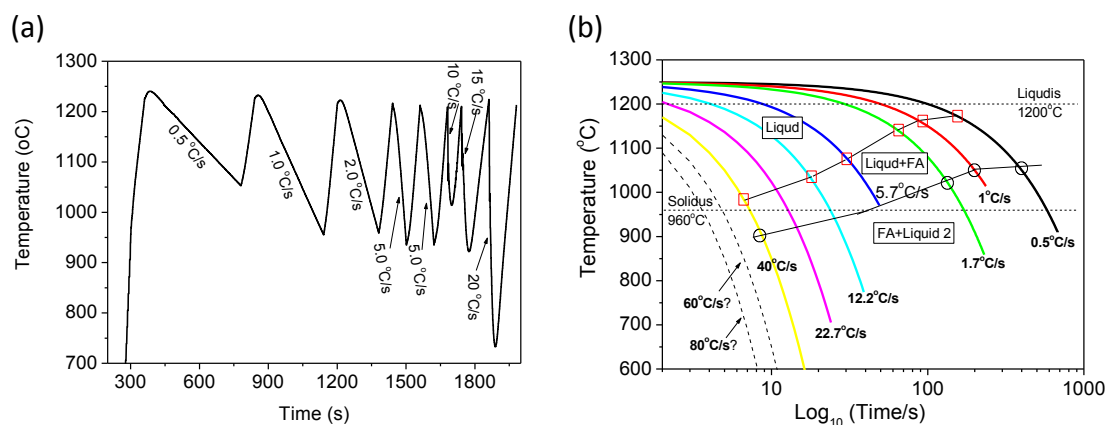 (a)
1300
1200
1100
1000
900
800
700
Temperature (oC)
300 600 900 1200 1500 1800
Time (s)
0.5 °C/s
1.0 °C/s
2.0 °C/s
5.0 °C/s
5.0 °C/s
10 °C/s
15 °C/s
20 °C/s
(b)
1300
1200
1100
1000
900
800
700
600
Temperature (°C)
10 100 1000
Log10 (Time/s)
Liqudis
1200°C
Liqud
Liqud+FA
5.7°C/s
Solidus
960°C
FA+Liquid 2
1°C/s
0.5°C/s
1.7°C/s
40°C/s
12.2°C/s
60°C/s?
22.7°C/s
80°C/s?